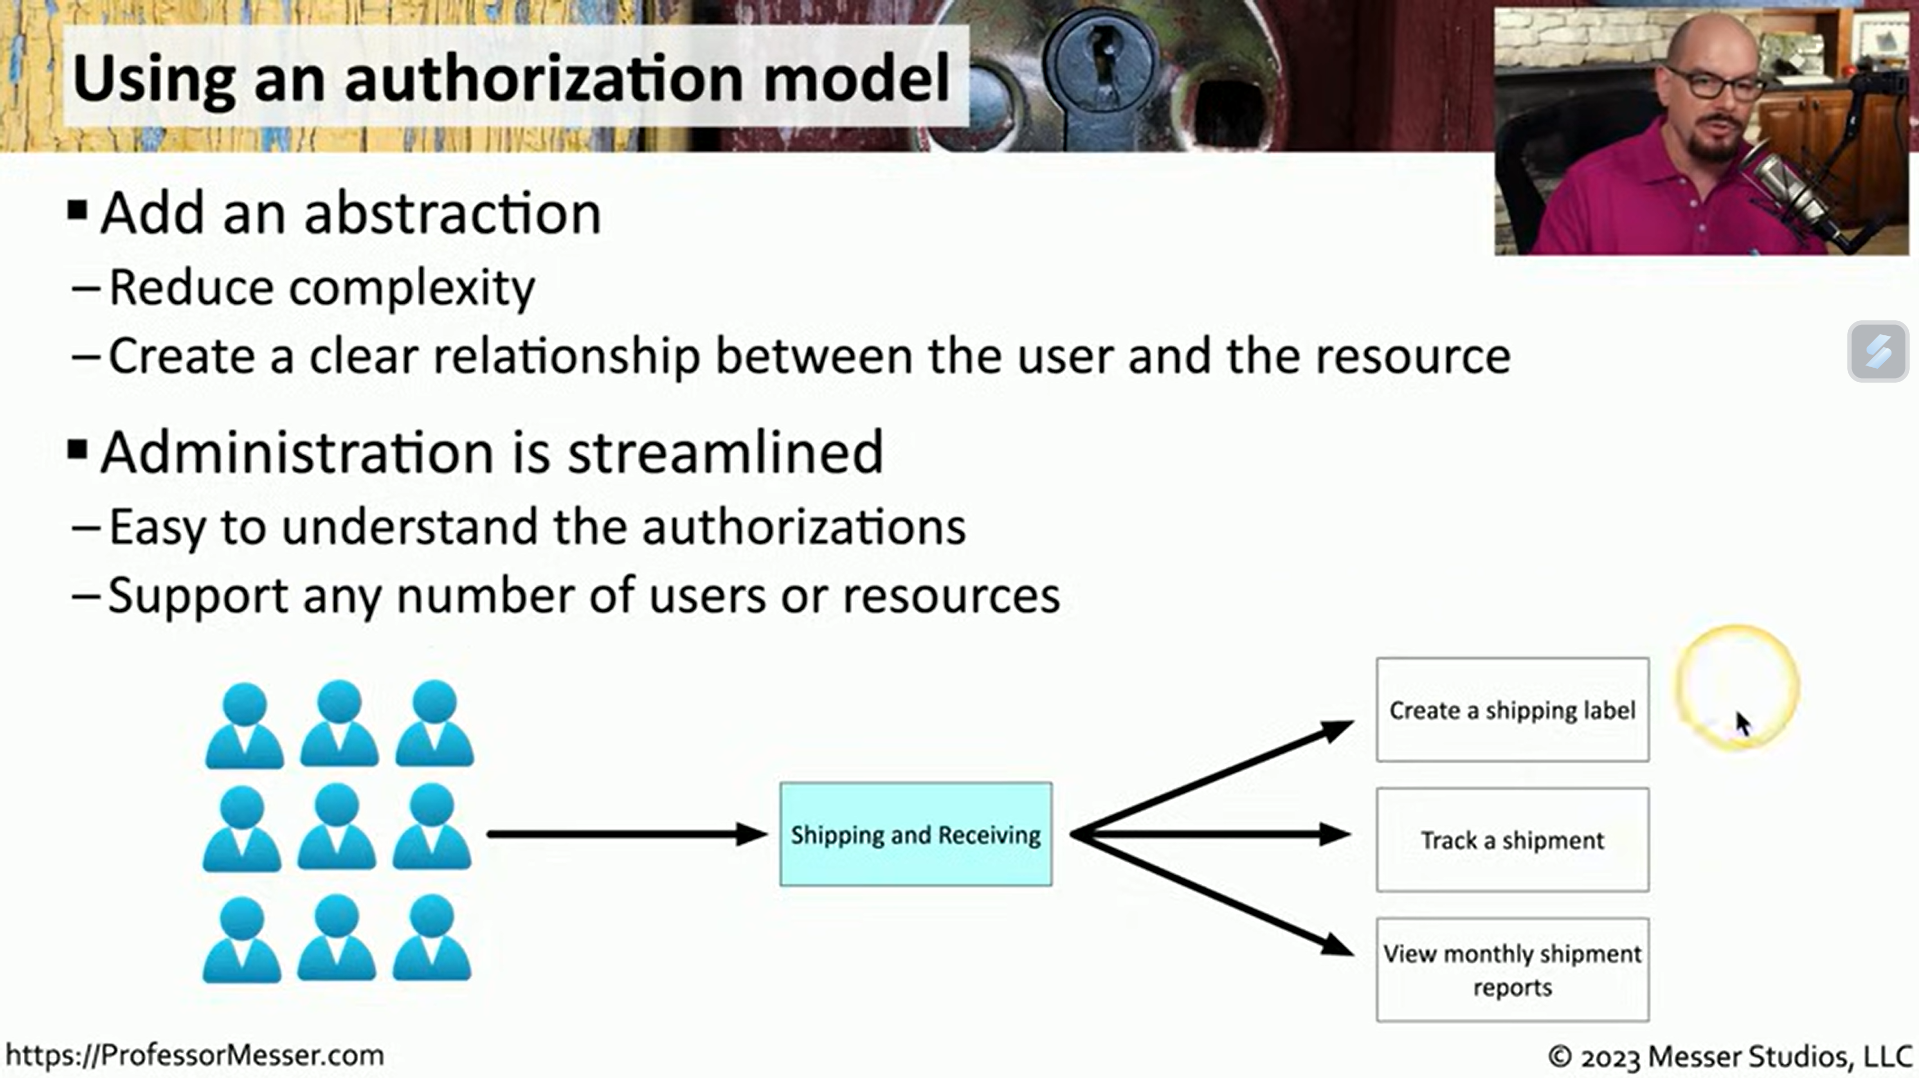 Using an authorization model
▪ Add an abstraction
– Reduce complexity
– Create a clear relationship between the user and the resource
▪ Administration is streamlined
– Easy to understand the authorizations
– Support any number of users or resources
Shipping and Receiving
Create a shipping label
Track a shipment
View monthly shipment
reports
https://ProfessorMesser.com
© 2023 Messer Studios, LLC